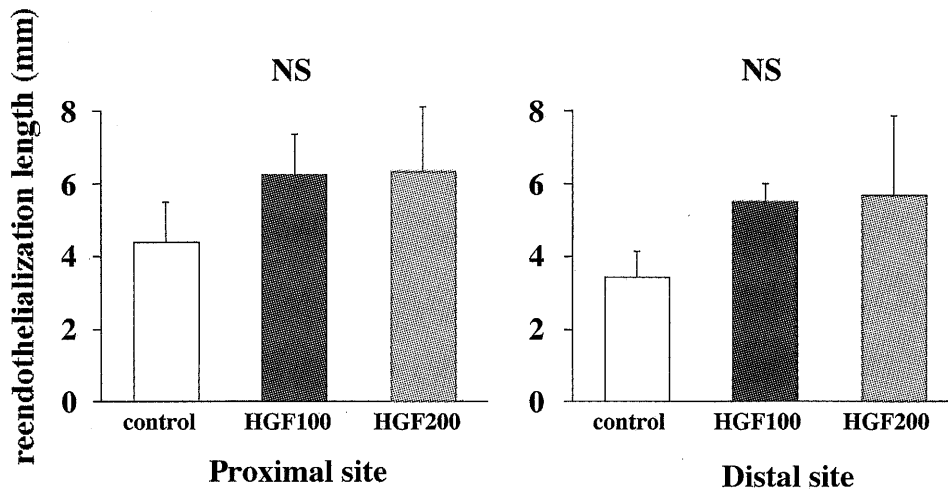 reendothelialization length (mm)
NS
8
6
4
2
0
control HGF100 HGF200
Proximal site
NS
8
6
4
2
0
control HGF100 HGF200
Distal site